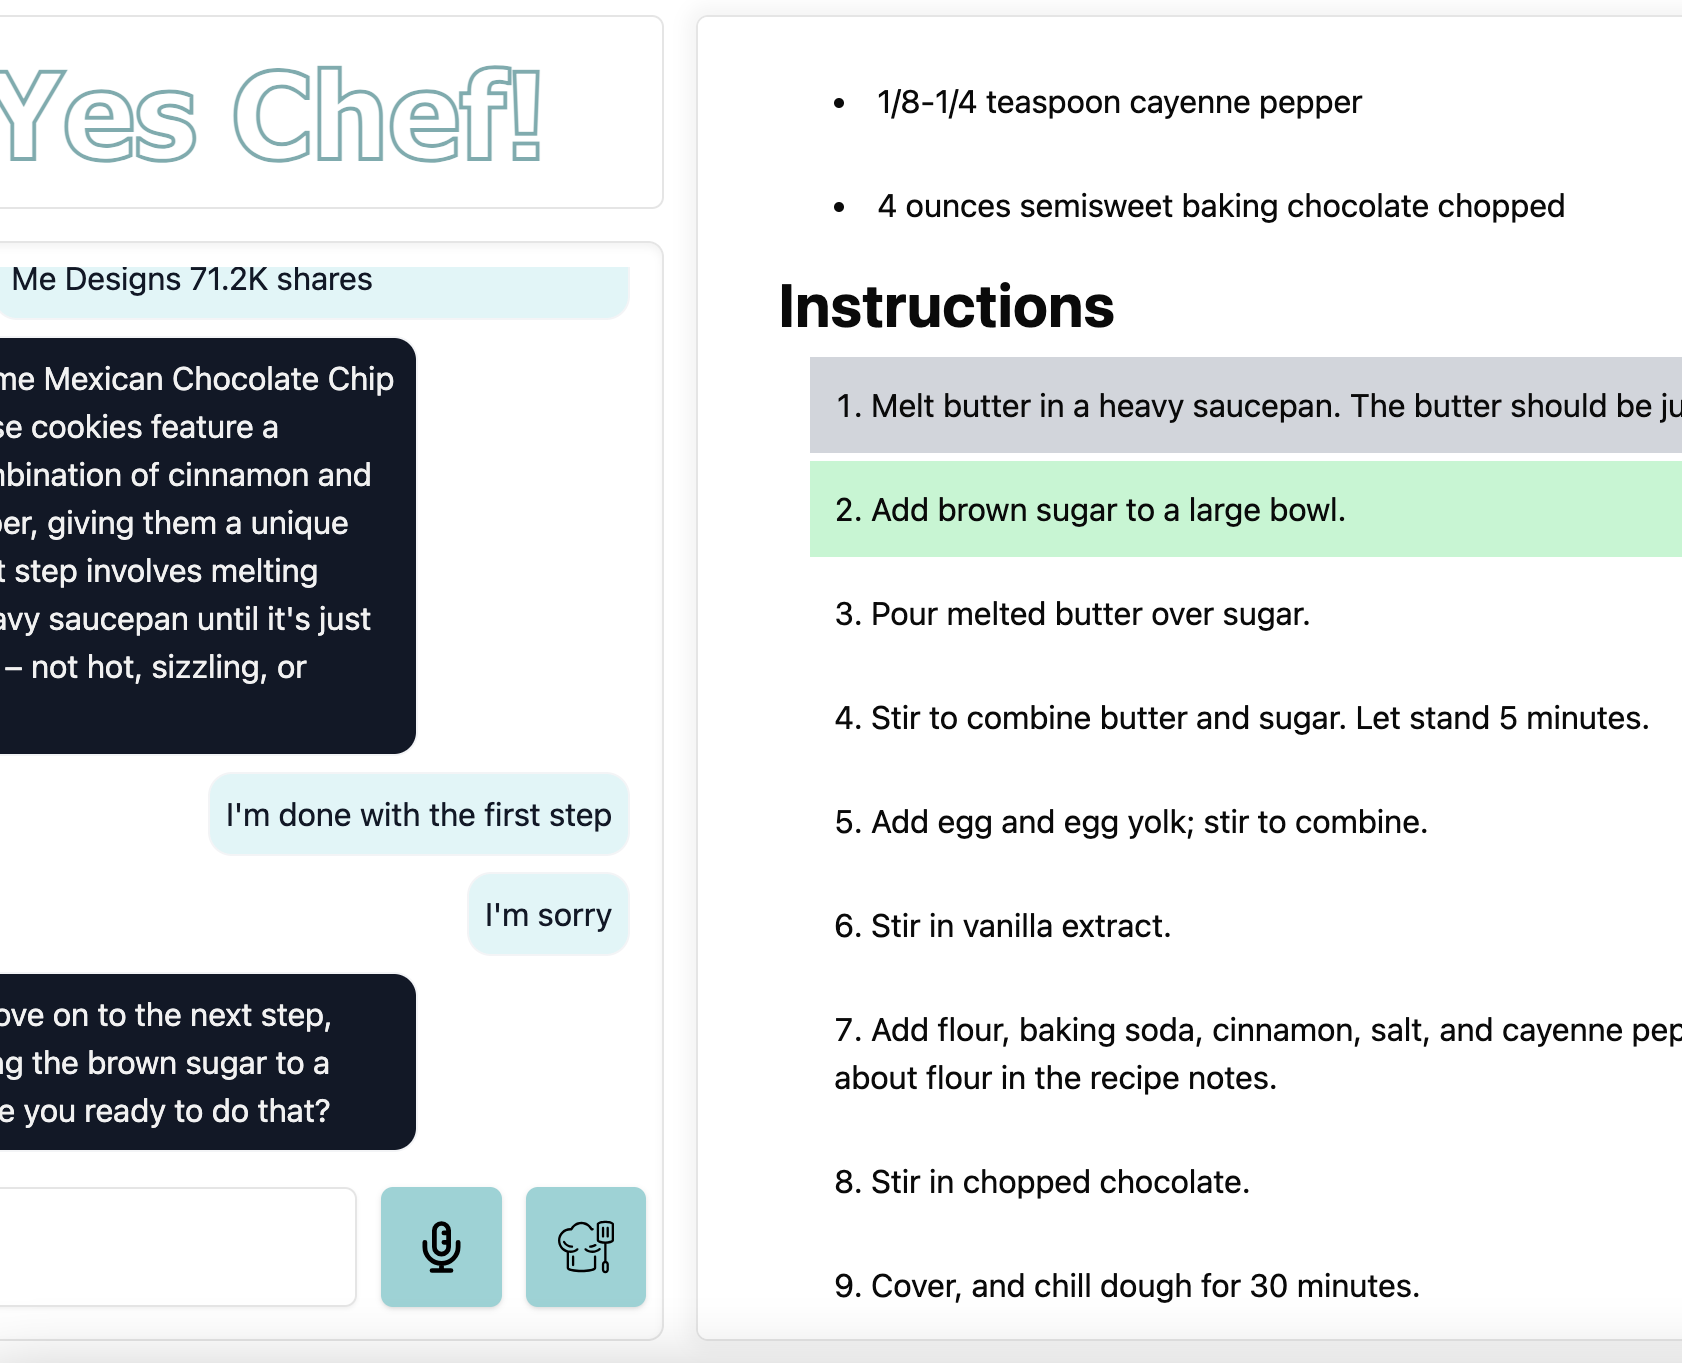 Yes Chef!
Me Designs 71.2K shares
me Mexican Chocolate Chip
se cookies feature a
bination of cinnamon and
er, giving them a unique
t step involves melting
avy saucepan until it's just
– not hot, sizzling, or
I'm done with the first step
I'm sorry
ove on to the next step,
g the brown sugar to a
e you ready to do that?
• 1/8-1/4 teaspoon cayenne pepper
• 4 ounces semisweet baking chocolate chopped
Instructions
1. Melt butter in a heavy saucepan. The butter should be ju
2. Add brown sugar to a large bowl.
3. Pour melted butter over sugar.
4. Stir to combine butter and sugar. Let stand 5 minutes.
5. Add egg and egg yolk; stir to combine.
6. Stir in vanilla extract.
7. Add flour, baking soda, cinnamon, salt, and cayenne pep
about flour in the recipe notes.
8. Stir in chopped chocolate.
9. Cover, and chill dough for 30 minutes.